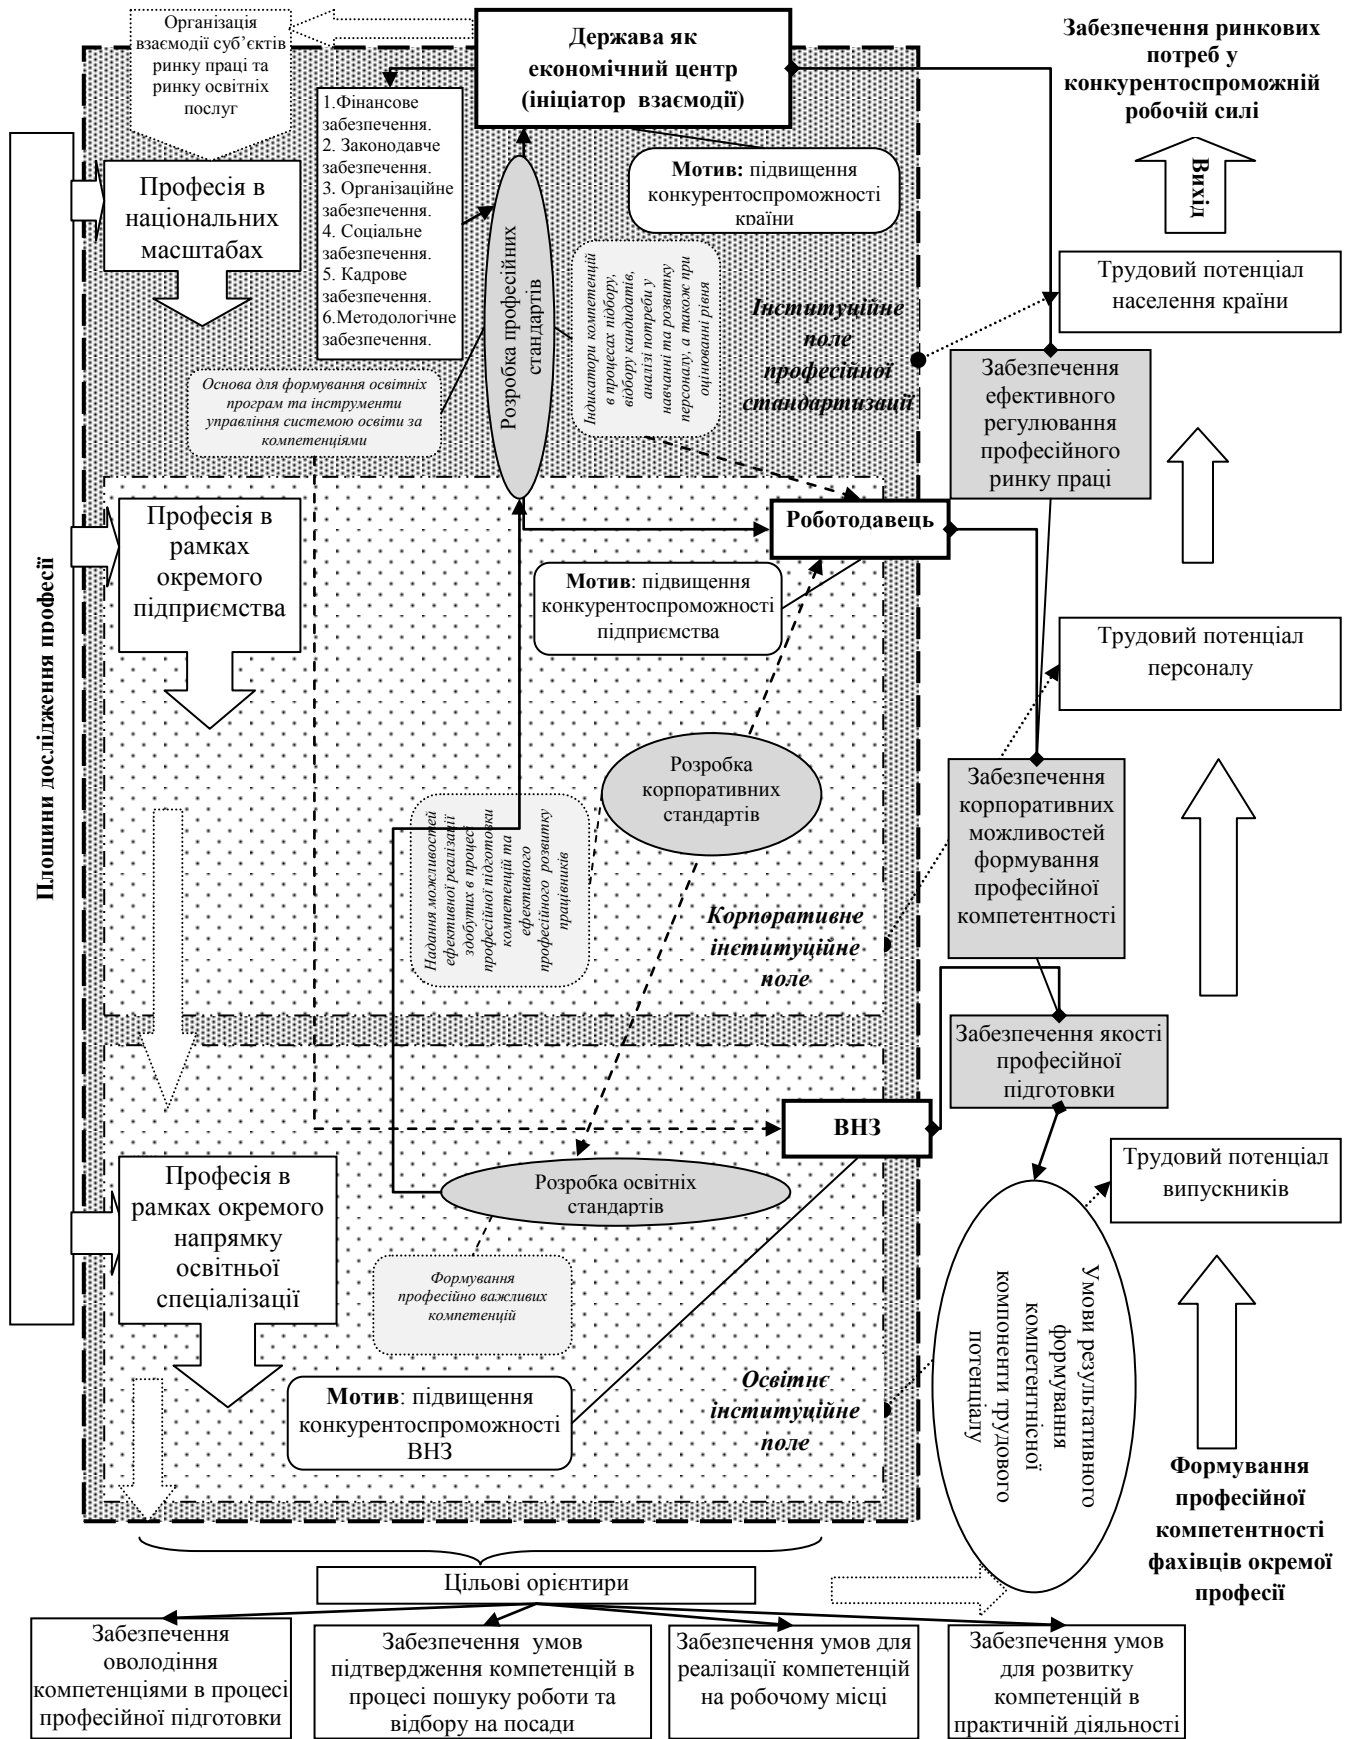 Організація
взаємодії суб’єктів
ринку праці та
ринку освітніх
послуг
Держава як
економічний центр
(ініціатор взаємодії)
Забезпечення ринкових
потреб у
конкурентоспроможній
робочій силі
Вихід
1.Фінансове
забезпечення.
2. Законодавче
забезпечення.
3. Організаційне
забезпечення.
4. Соціальне
забезпечення.
5. Кадрове
забезпечення.
6.Методологічне
забезпечення.
Мотив: підвищення
конкурентоспроможності
країни
Професія в
національних
масштабах
Розробка професійних
стандартів
Індикатори компетенцій
в процесах підбору,
відбору кандидатів,
аналізі потреби у
навчанні та розвитку
персоналу, а також при
оцінюванні рівня
Інституційне
поле
професійної
стандартизації
Трудовий потенціал
населення країни
Основа для формування освітніх
програм та інструменти
управління системою освіти за
компетенціями
Забезпечення
ефективного
регулювання
професійного
ринку праці
Площини дослідження професії
Професія в
рамках
окремого
підприємства
Роботодавець
Мотив: підвищення
конкурентоспроможності
підприємства
Трудовий потенціал
персоналу
Розробка
корпоративних
стандартів
Надання можливостей
ефективної реалізації
здобутих в процесі
професійної підготовки
компетенцій та
ефективного
професійного розвитку
працівників
Забезпечення
корпоративних
можливостей
формування
професійної
компетентності
Корпоративне
інституційне
поле
Забезпечення якості
професійної
підготовки
ВНЗ
Професія в
рамках окремого
напрямку
освітньої
спеціалізації
Розробка освітніх
стандартів
Трудовий потенціал
випускників
Формування
професійно важливих
компетенцій
Умови результативного
формування
компетентнісної
компоненти трудового
потенціалу
Мотив: підвищення
конкурентоспроможності
ВНЗ
Освітнє
інституційне
поле
Формування
професійної
компетентності
фахівців окремої
професії
Цільові орієнтири
Забезпечення
оволодіння
компетенціями в процесі
професійної підготовки
Забезпечення умов
підтвердження компетенцій в
процесі пошуку роботи та
відбору на посади
Забезпечення умов для
реалізації компетенцій
на робочому місці
Забезпечення умов
для розвитку
компетенцій в
практичній діяльності